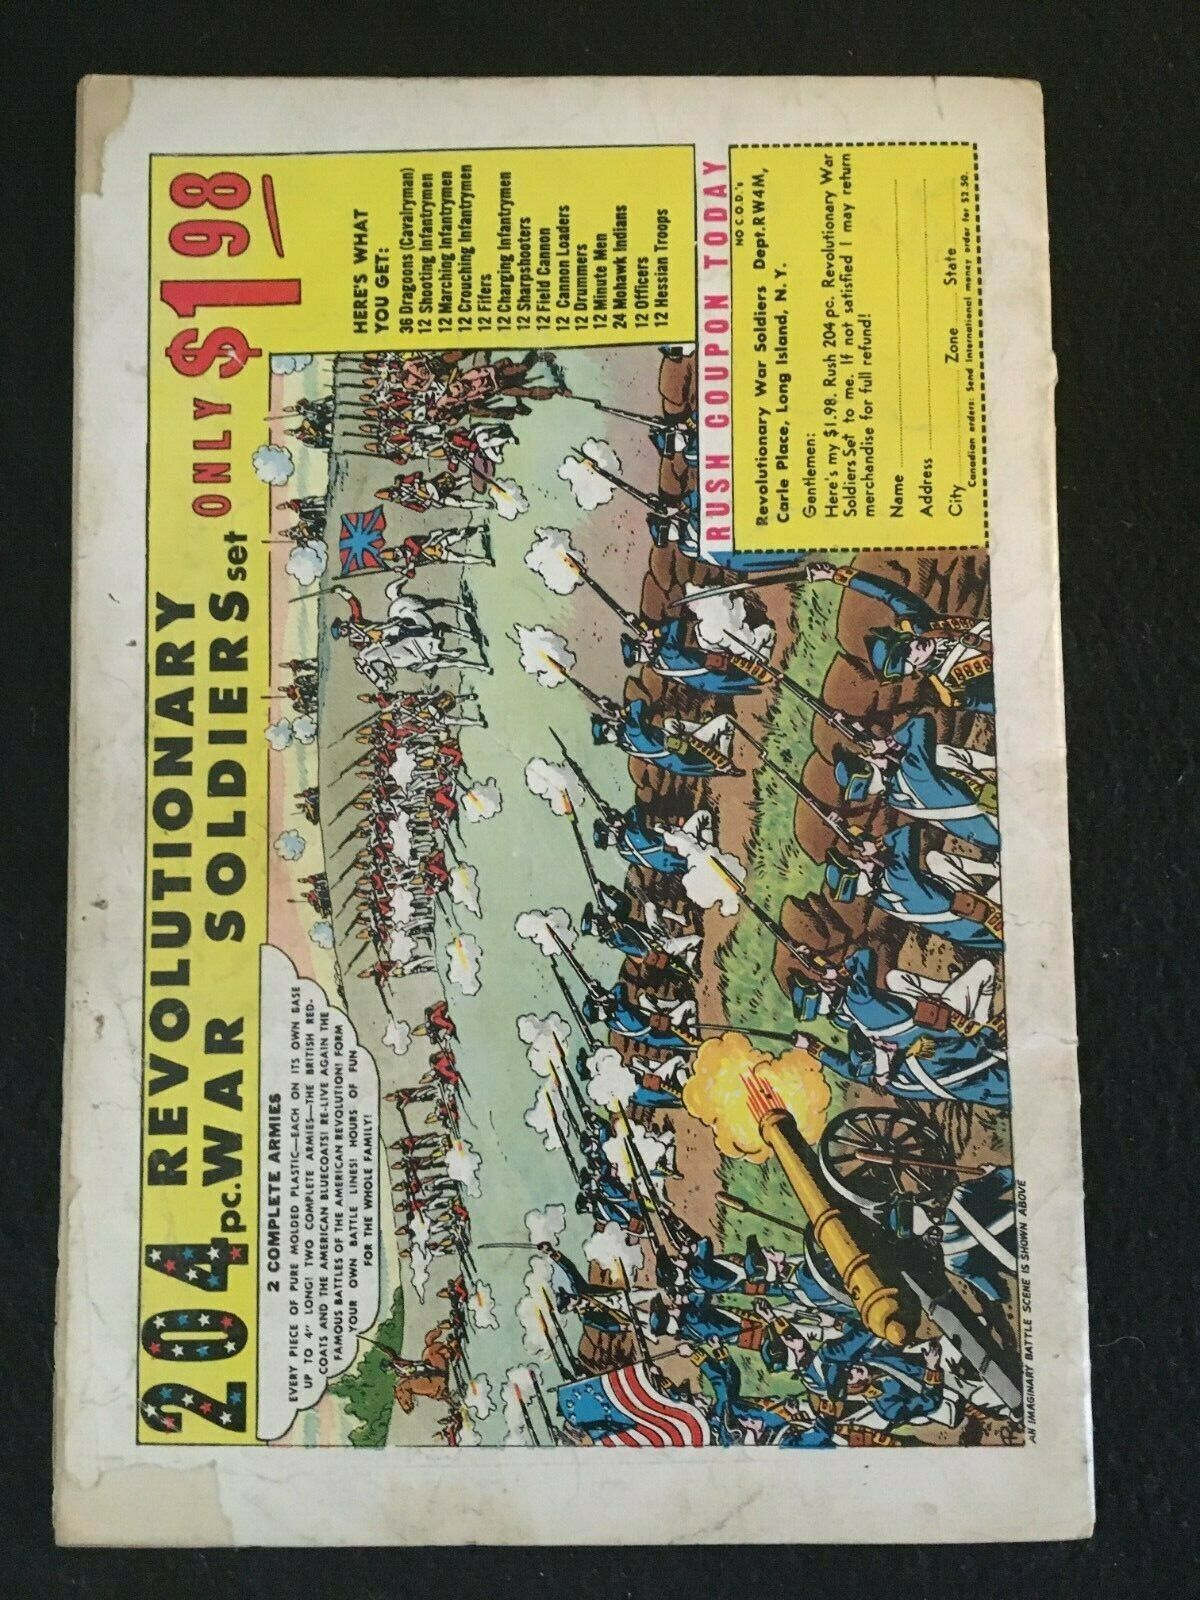 204 REVOLUTIONARY
pc. WAR SOLDIERS set ONLY $1.98
2 COMPLETE ARMIES
EVERY PIECE OF PURE MOLDED PLASTIC—EACH ON ITS OWN BASE
UP TO 4" LONG! TWO COMPLETE ARMIES—THE BRITISH RED-
COATS AND THE AMERICAN BLUECOATS! RE-LIVE AGAIN THE
FAMOUS BATTLES OF THE AMERICAN REVOLUTION! FORM
YOUR OWN BATTLE LINES! HOURS OF FUN
FOR THE WHOLE FAMILY!
HERE'S WHAT
YOU GET:
36 Dragoons (Cavalryman)
12 Shooting Infantrymen
12 Marching Infantrymen
12 Crouching Infantrymen
12 Fifers
12 Charging Infantrymen
12 Sharpshooters
12 Field Cannon
12 Cannon Loaders
12 Drummers
12 Minute Men
24 Mohawk Indians
12 Officers
12 Hessian Troops
RUSH COUPON TODAY
NO C.O.D.'s
Revolutionary War Soldiers Dept. RW4M,
Carle Place, Long Island, N. Y.
Gentlemen:
Here's my $1.98. Rush 204 pc. Revolutionary War
Soldiers Set to me. If not satisfied I may return
merchandise for full refund!
Name
Address
City Zone State
Canadian orders: Send International money order for $2.50.
AN IMAGINARY BATTLE SCENE IS SHOWN ABOVE